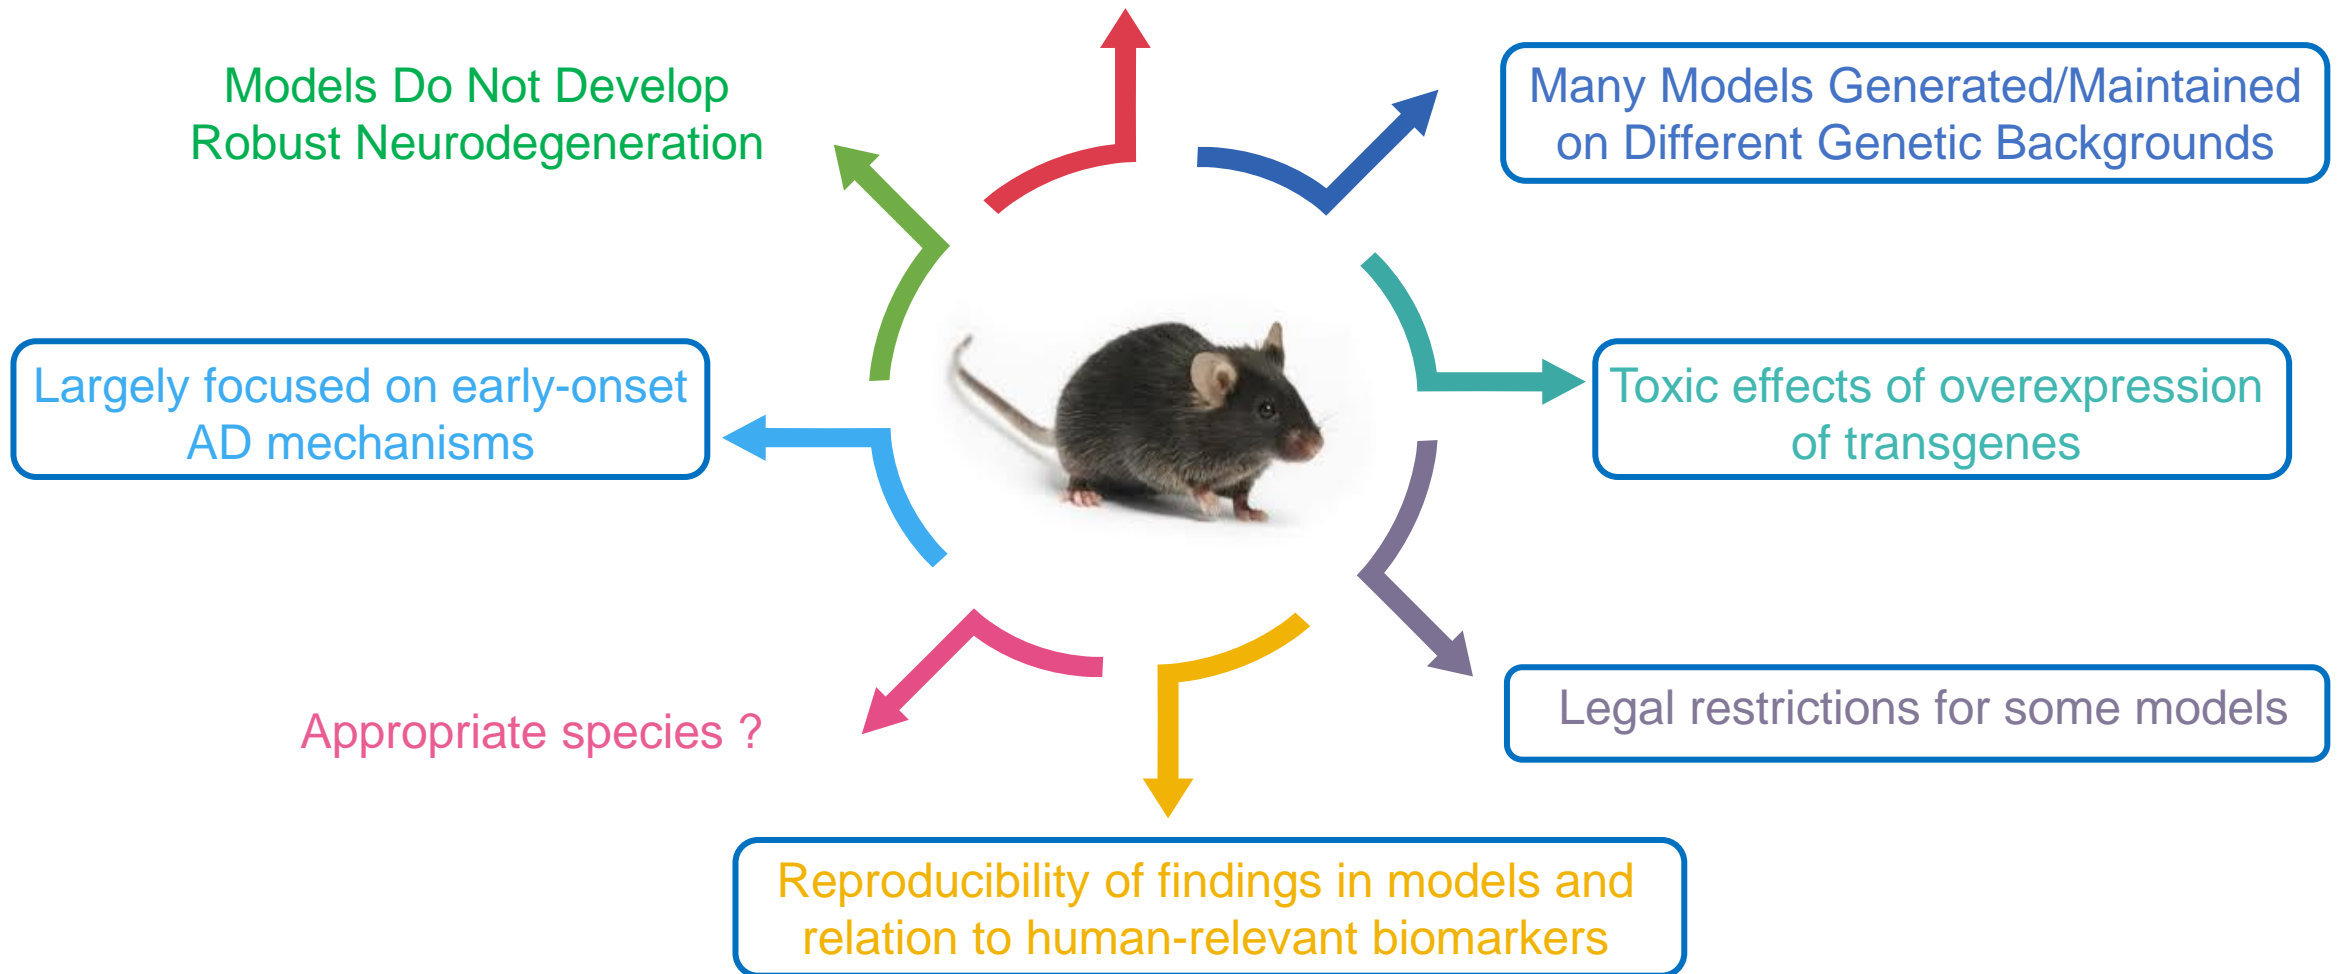 Models Do Not Develop
Robust Neurodegeneration
Many Models Generated/Maintained
on Different Genetic Backgrounds
Largely focused on early-onset
AD mechanisms
Toxic effects of overexpression
of transgenes
Appropriate species ?
Legal restrictions for some models
Reproducibility of findings in models and
relation to human-relevant biomarkers